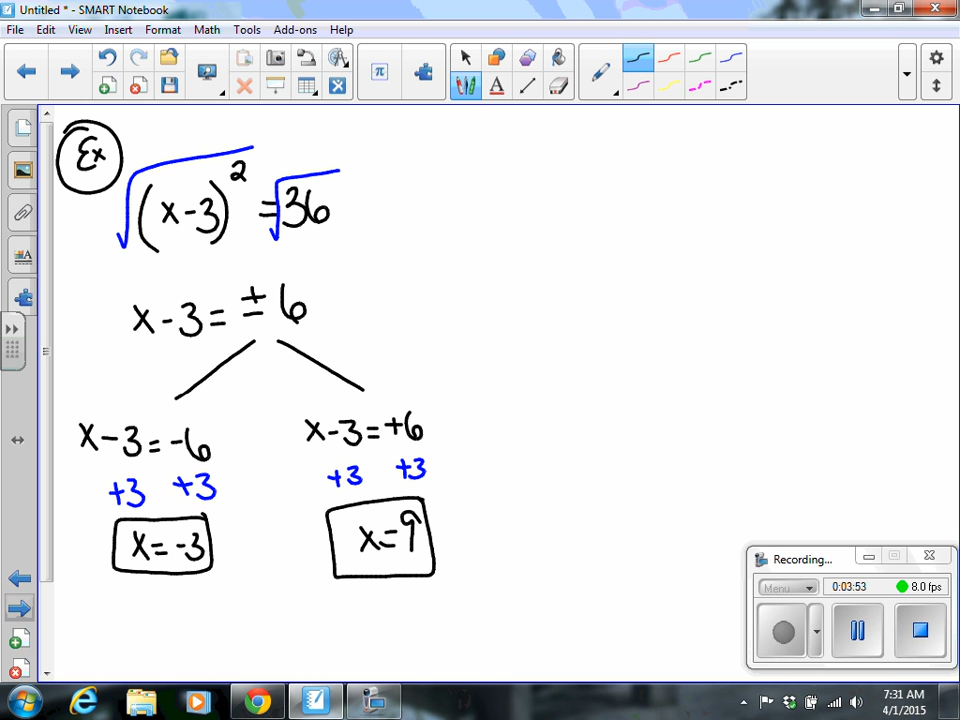 Untitled * - SMART Notebook
File Edit View Insert Format Math Tools Add-ons Help
Ex
√(x-3)² = √36
x-3 = ± 6
x-3 = -6 x-3 = +6
+3 +3 +3 +3
x = -3 x = 9
Recording...
Menu 0:03:53 8.0 fps
7:31 AM
4/1/2015